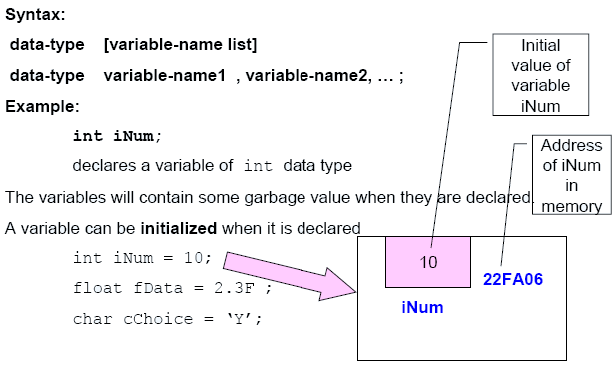 Syntax:
data-type [variable-name list]
data-type variable-name1 , variable-name2, … ;
Example:
int iNum;
declares a variable of int data type
The variables will contain some garbage value when they are declared.
A variable can be initialized when it is declared
int iNum = 10;
float fData = 2.3F ;
char cChoice = ‘Y’;
Initial
value of
variable
iNum
Address
of iNum
in
memory
10
22FA06
iNum